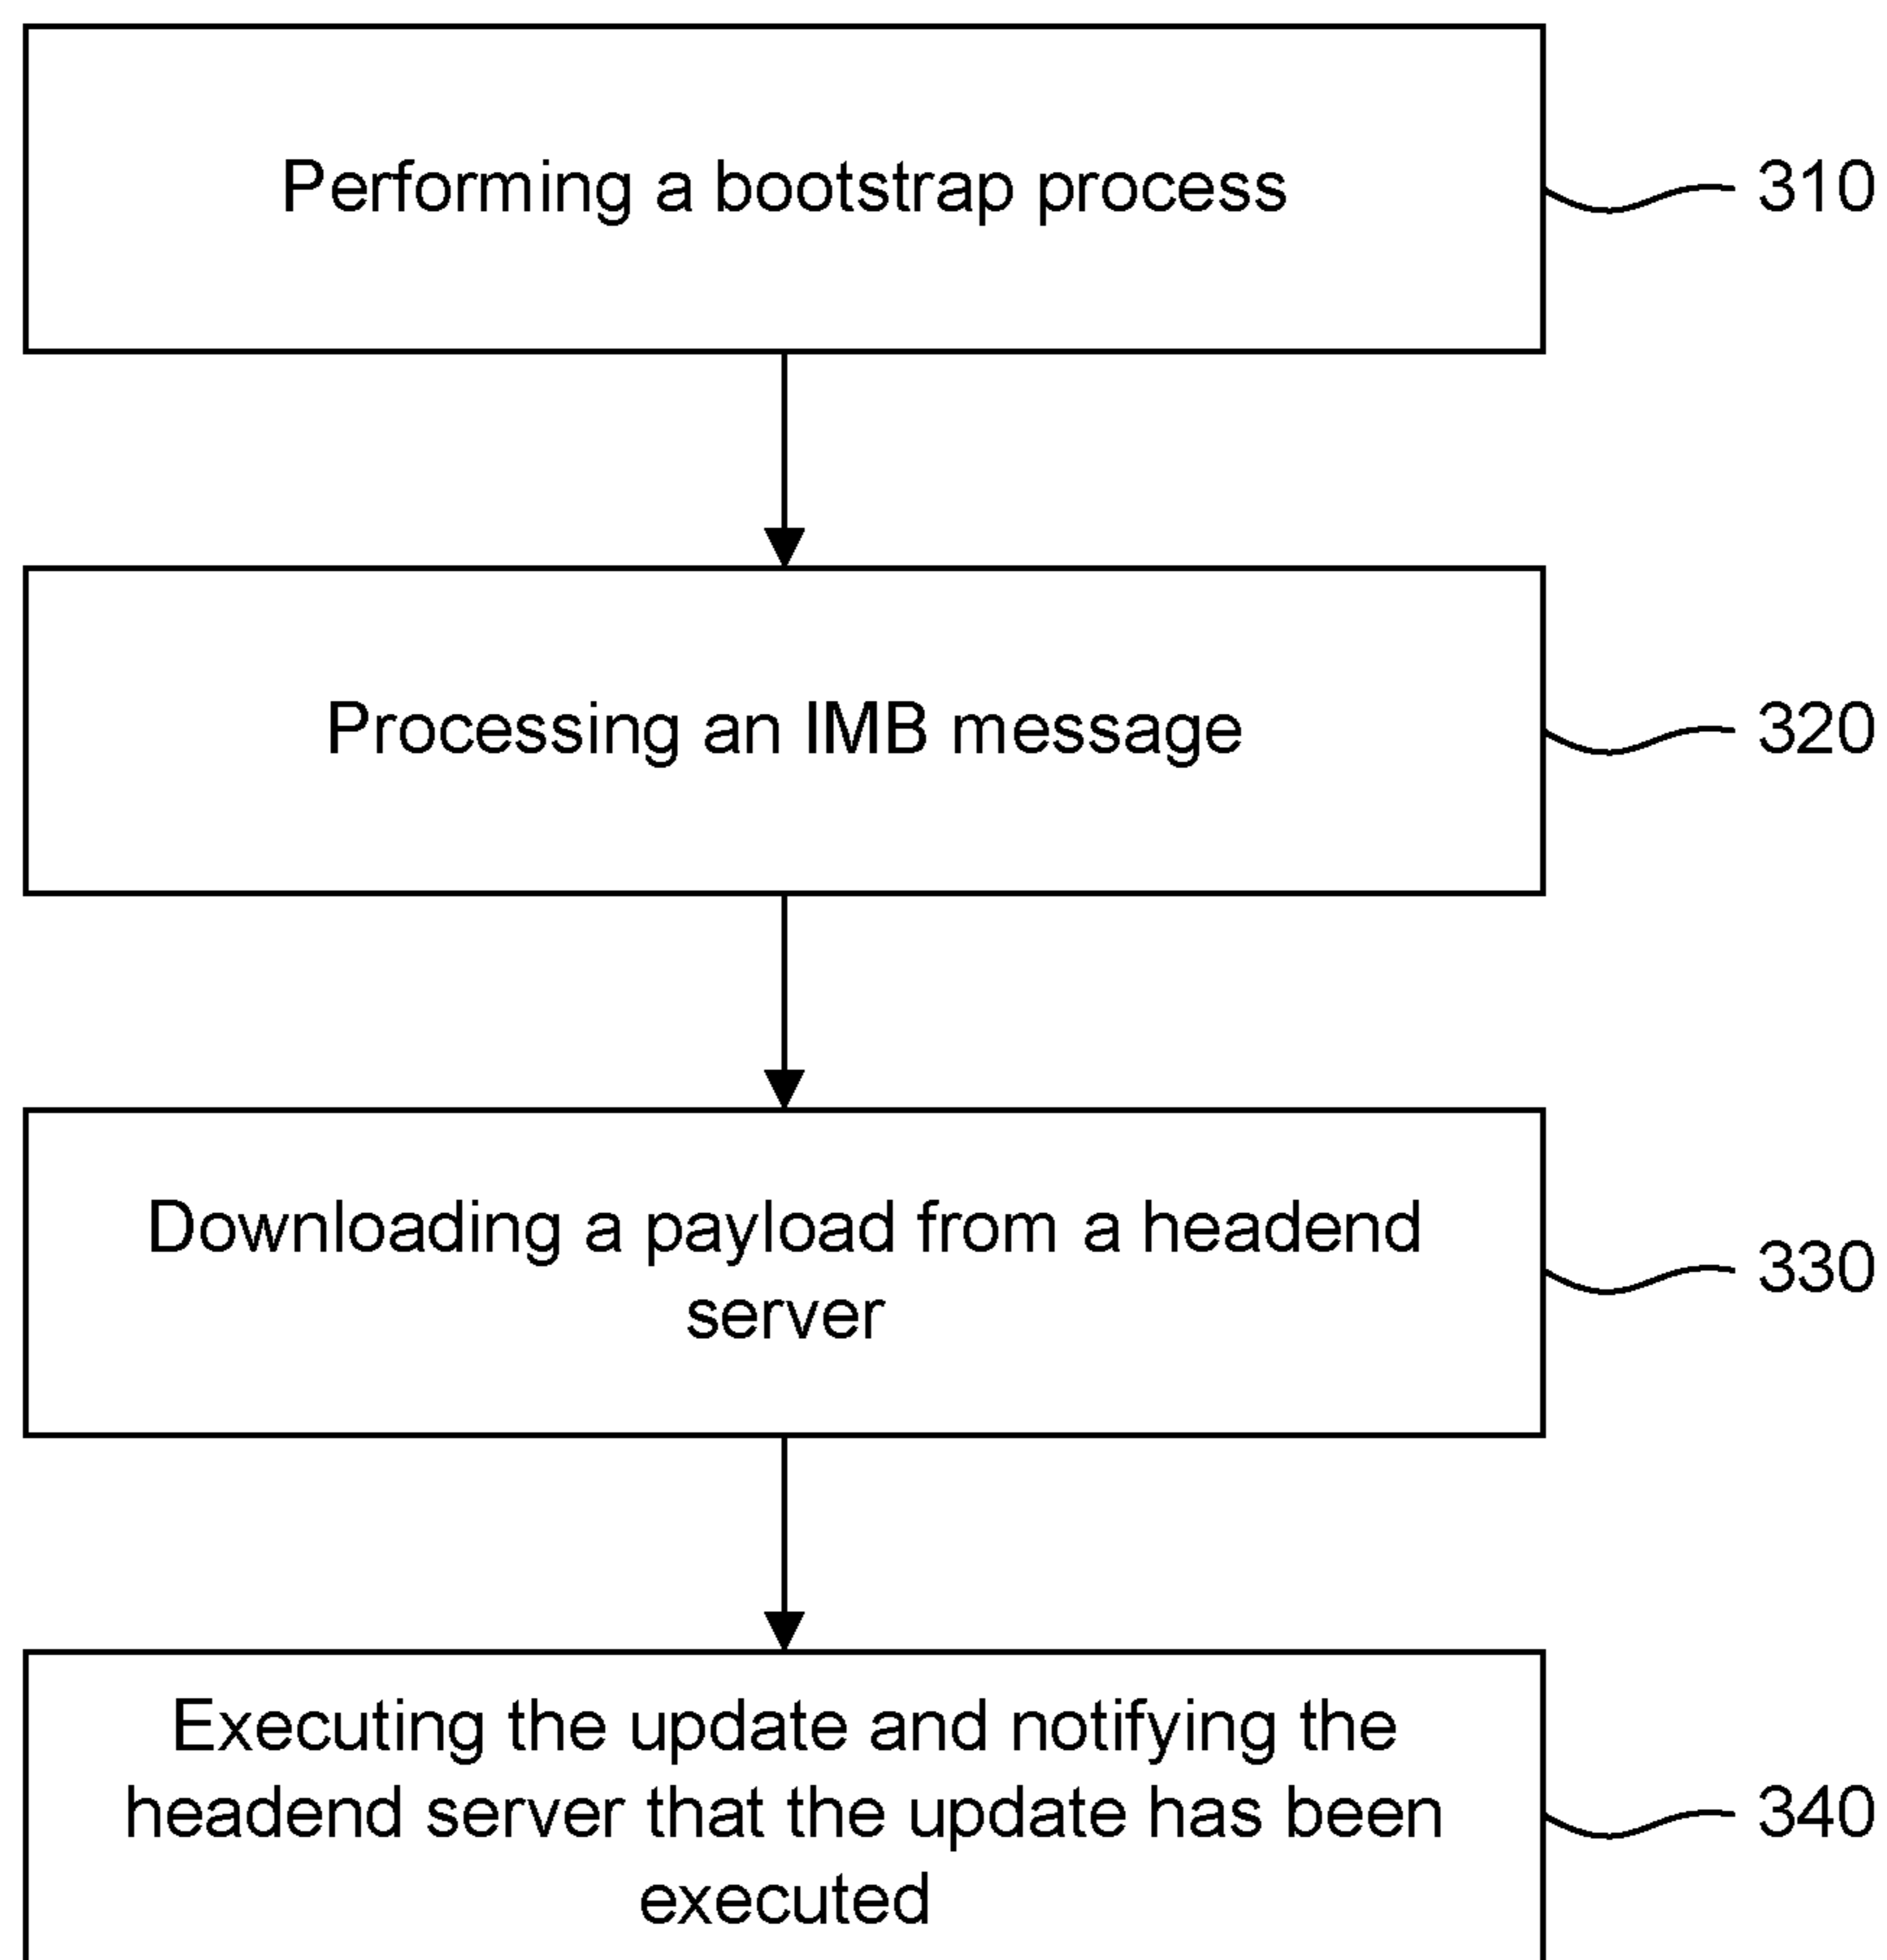 Performing a bootstrap process
310
Processing an IMB message
320
Downloading a payload from a headend
server
330
Executing the update and notifying the
headend server that the update has been
executed
340